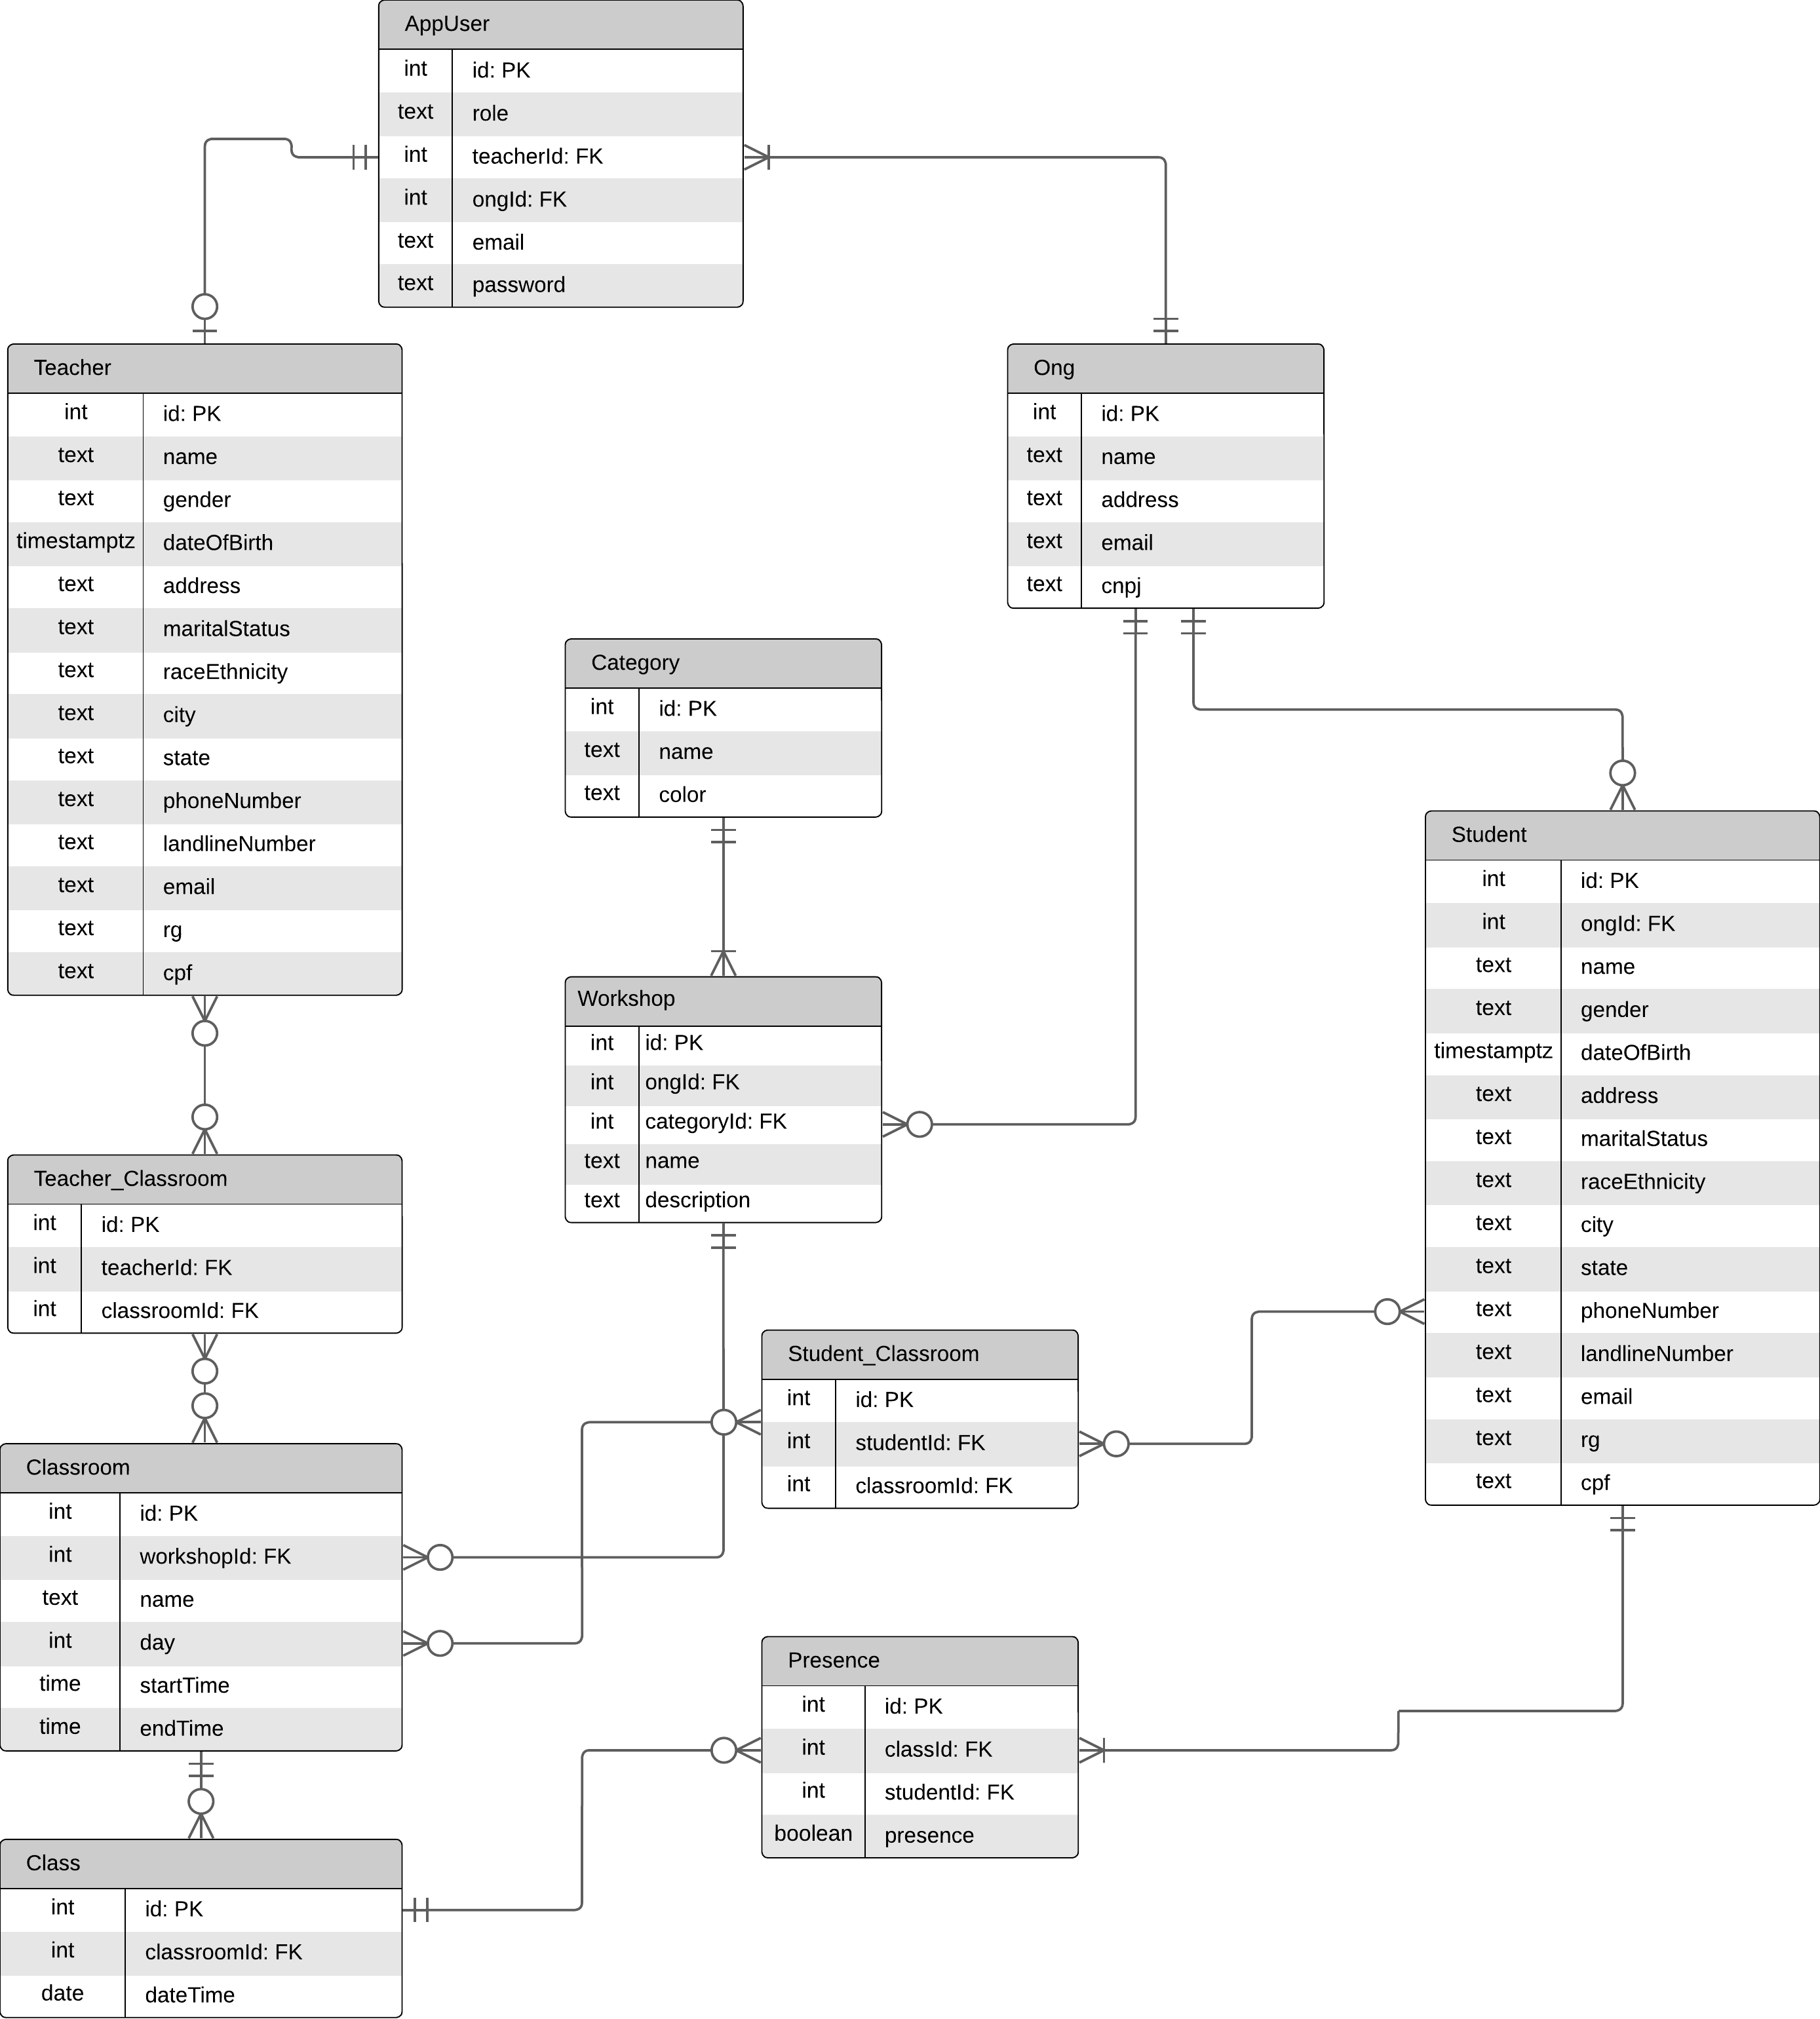 AppUser
int id: PK
text role
int teacherId: FK
int ongId: FK
text email
text password
Teacher
int id: PK
text name
text gender
timestamptz dateOfBirth
text address
text maritalStatus
text raceEthnicity
text city
text state
text phoneNumber
text landlineNumber
text email
text rg
text cpf
Ong
int id: PK
text name
text address
text email
text cnpj
Category
int id: PK
text name
text color
Student
int id: PK
int ongId: FK
text name
text gender
timestamptz dateOfBirth
text address
text maritalStatus
text raceEthnicity
text city
text state
text phoneNumber
text landlineNumber
text email
text rg
text cpf
Workshop
int id: PK
int ongId: FK
int categoryId: FK
text name
text description
Teacher_Classroom
int id: PK
int teacherId: FK
int classroomId: FK
Student_Classroom
int id: PK
int studentId: FK
int classroomId: FK
Classroom
int id: PK
int workshopId: FK
text name
int day
time startTime
time endTime
Presence
int id: PK
int classId: FK
int studentId: FK
boolean presence
Class
int id: PK
int classroomId: FK
date dateTime